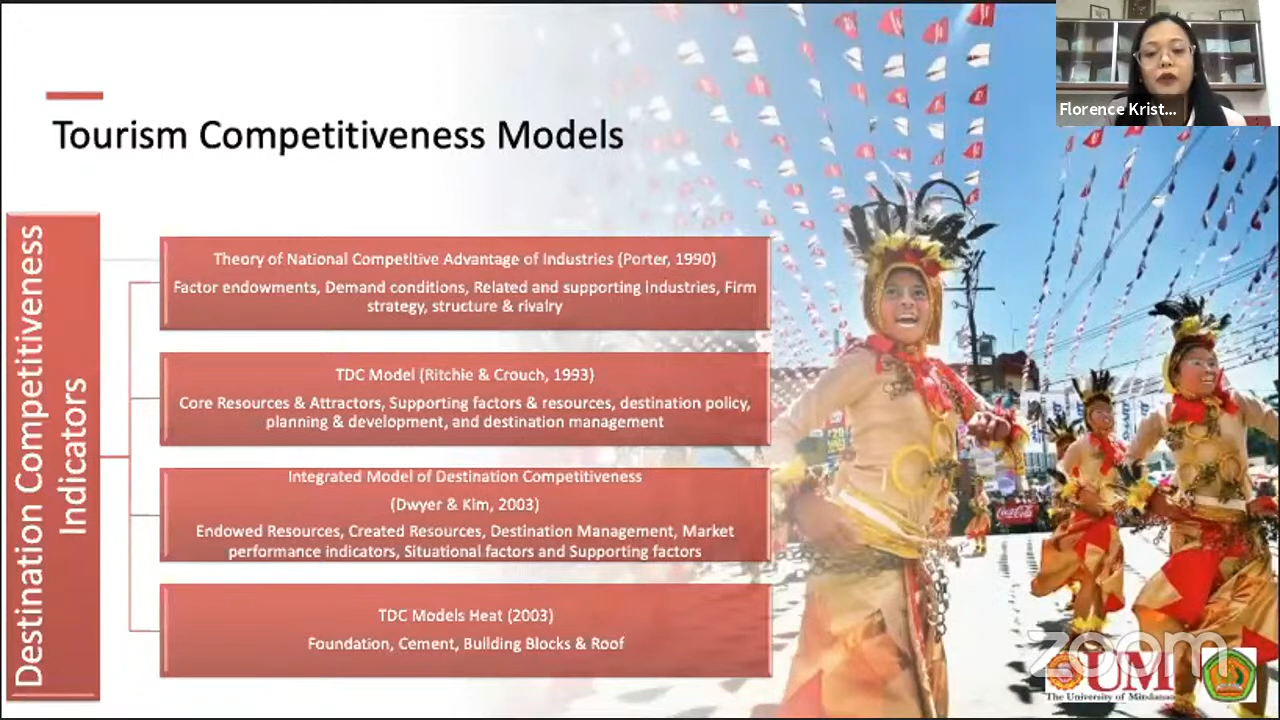 Tourism Competitiveness Models
Destination Competitiveness
Indicators
Theory of National Competitive Advantage of Industries (Porter, 1990)
Factor endowments, Demand conditions, Related and supporting industries, Firm
strategy, structure & rivalry
TDC Model (Ritchie & Crouch, 1993)
Core Resources & Attractors, Supporting factors & resources, destination policy,
planning & development, and destination management
Integrated Model of Destination Competitiveness
(Dwyer & Kim, 2003)
Endowed Resources, Created Resources, Destination Management, Market
performance indicators, Situational factors and Supporting factors
TDC Models Heat (2003)
Foundation, Cement, Building Blocks & Roof
Florence Krist...
Coca-Cola
zoom
UM
The University of Mindanao